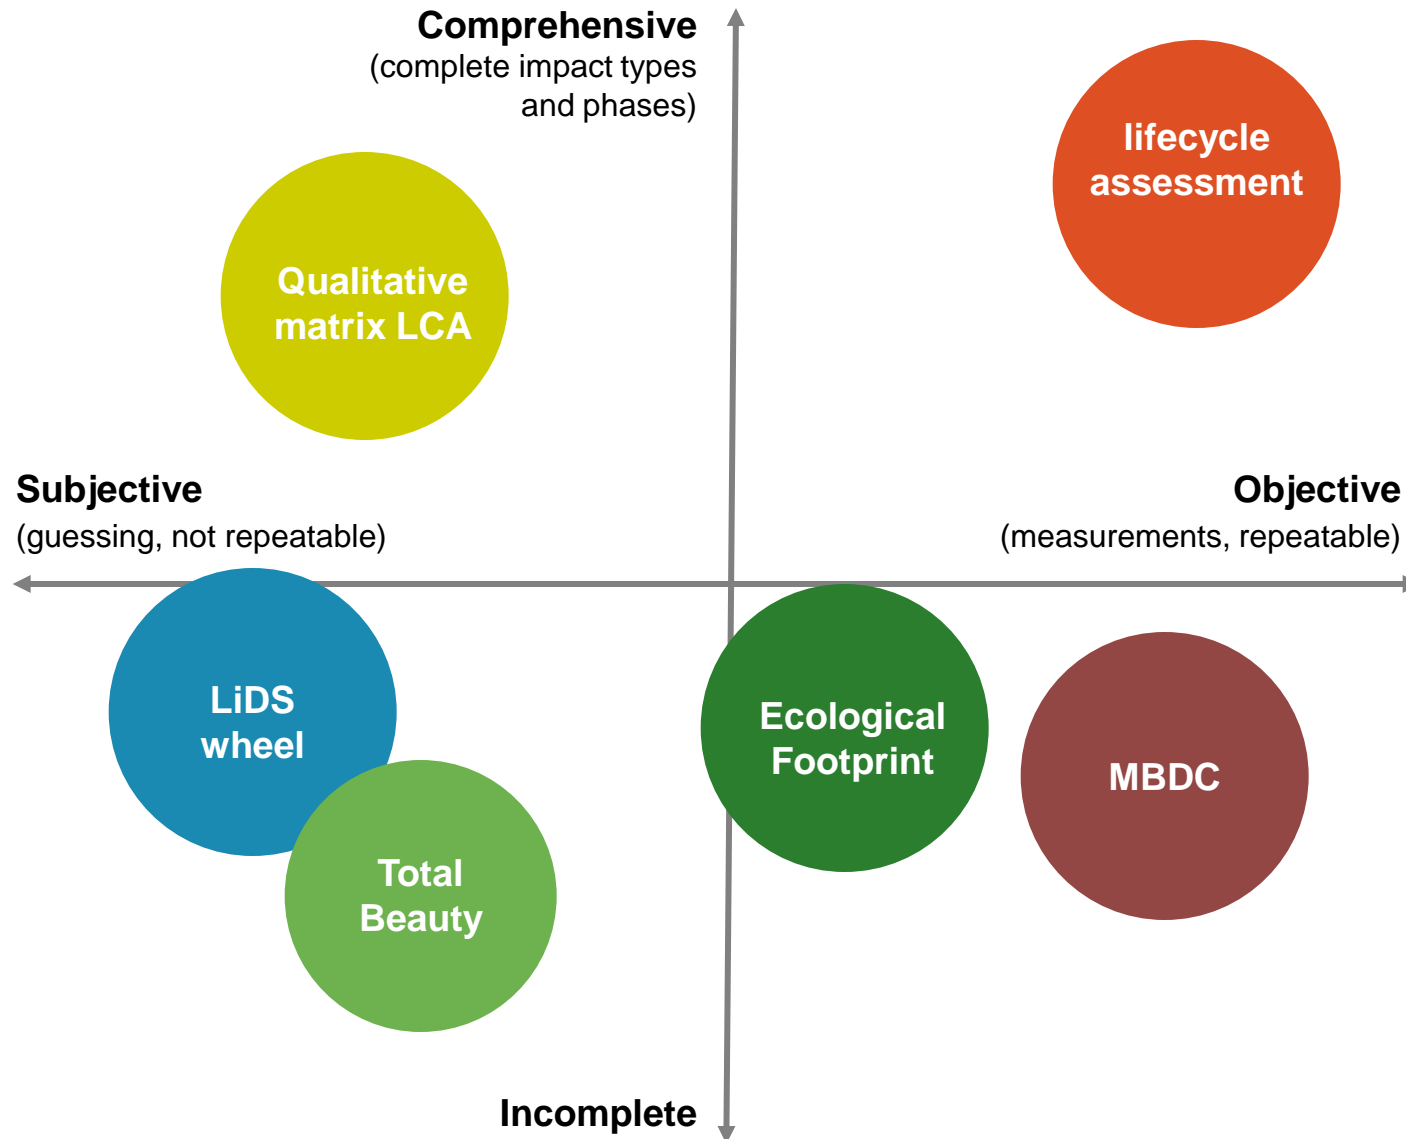 Comprehensive
(complete impact types
and phases)
lifecycle
assessment
Qualitative
matrix LCA
Subjective
(guessing, not repeatable)
Objective
(measurements, repeatable)
LiDS
wheel
Ecological
Footprint
MBDC
Total
Beauty
Incomplete